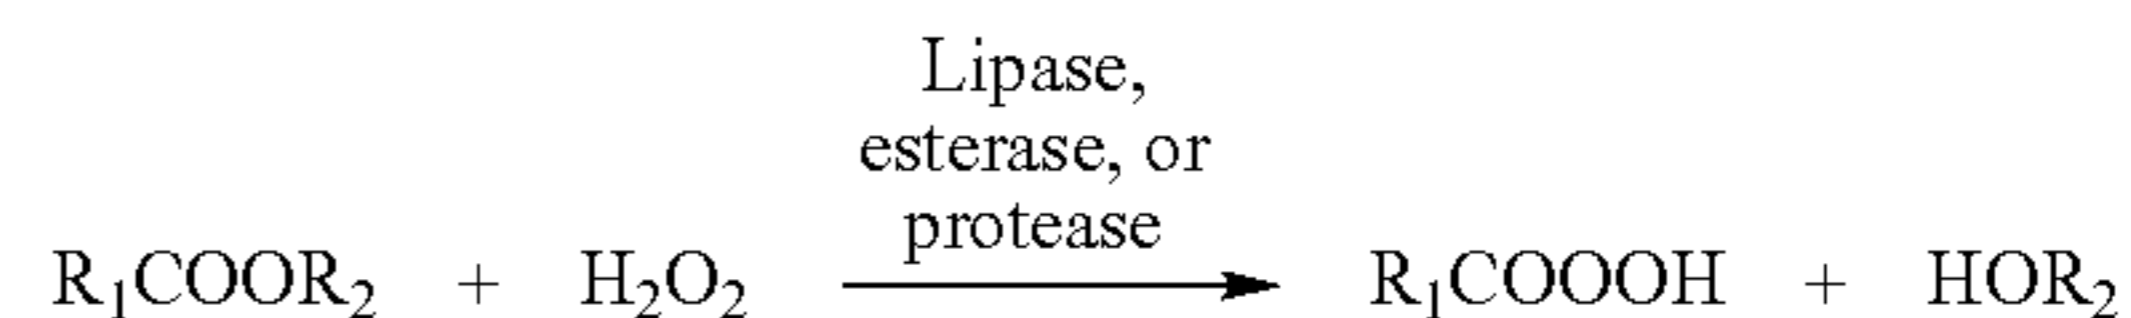 Lipase,
esterase, or
protease
R₁COOR₂ + H₂O₂ R₁COOOH + HOR₂